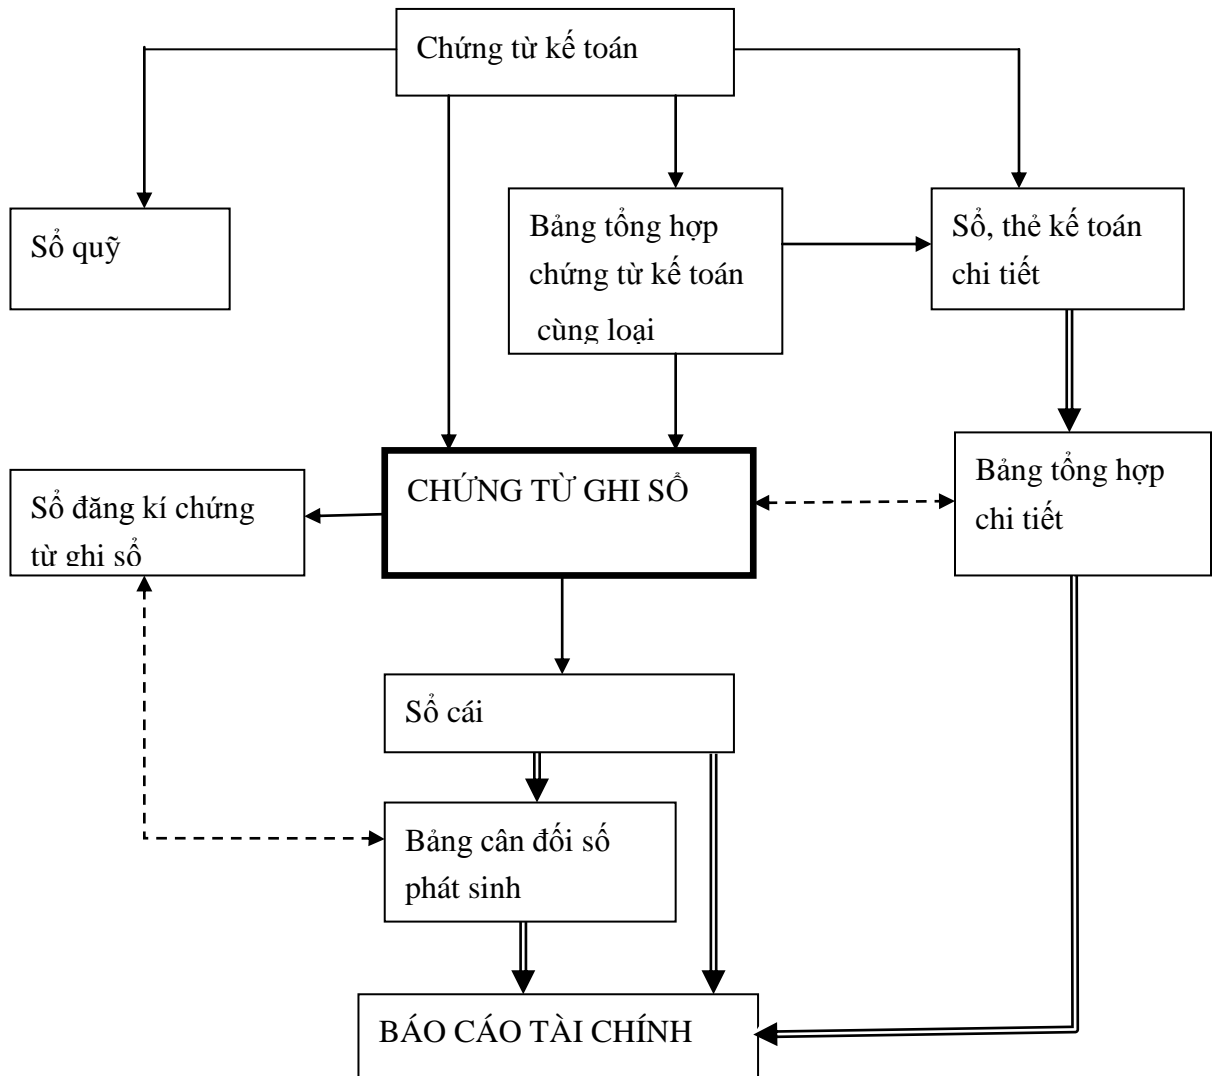 Chứng từ kế toán
Sổ quỹ
Bảng tổng hợp
chứng từ kế toán
cùng loại
Sổ, thẻ kế toán
chi tiết
Sổ đăng kí chứng
từ ghi sổ
CHỨNG TỪ GHI SỔ
Bảng tổng hợp
chi tiết
Sổ cái
Bảng cân đối số
phát sinh
BÁO CÁO TÀI CHÍNH